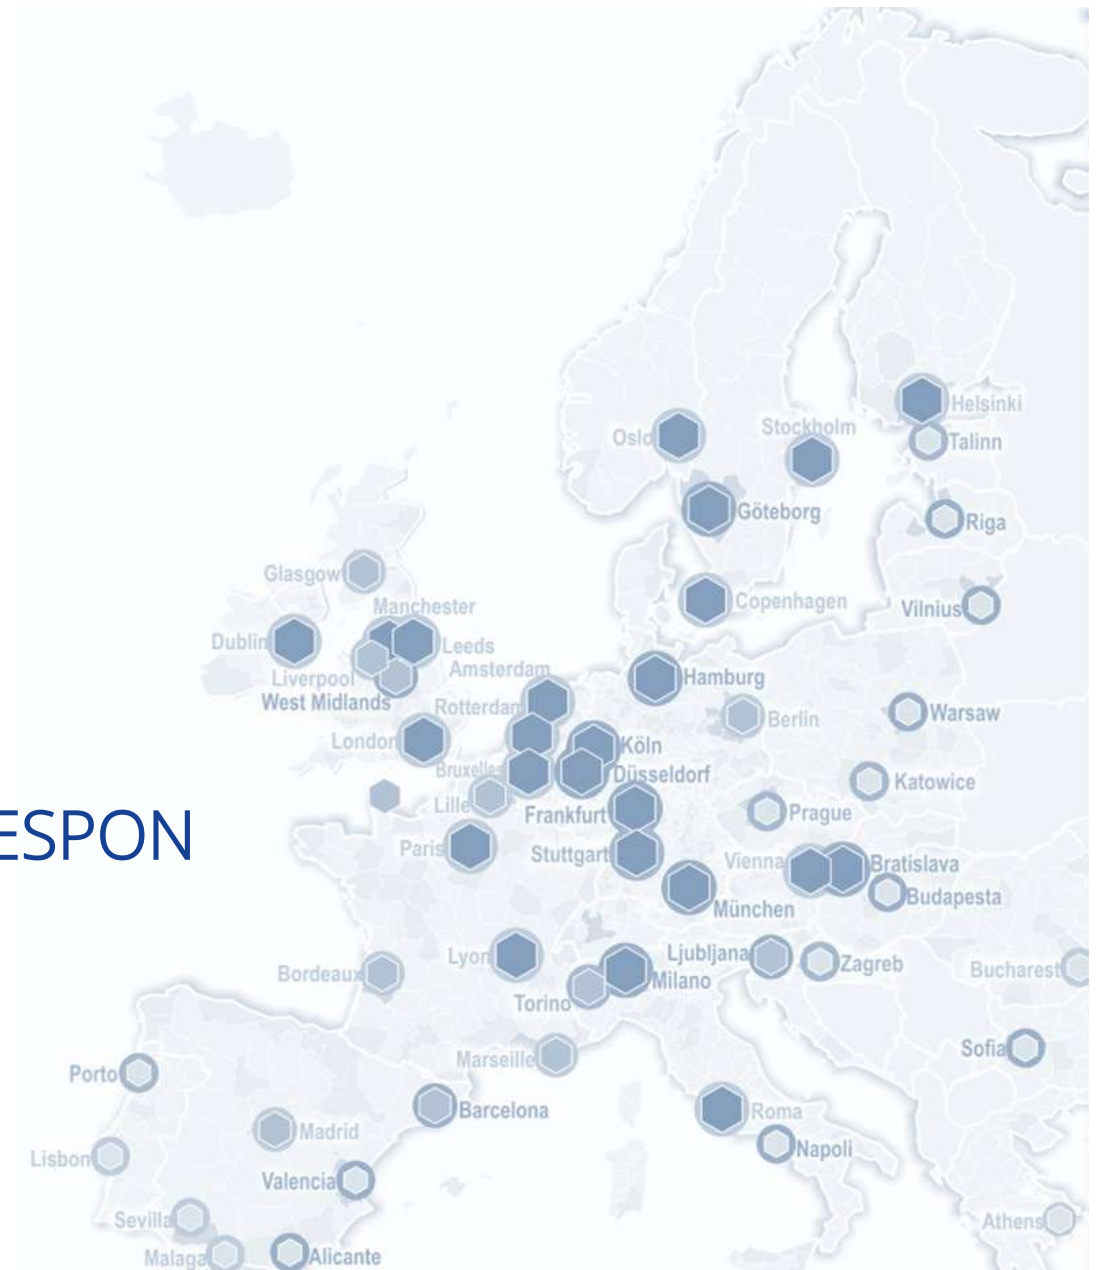 Helsinki
Oslo
Stockholm
Talinn
Göteborg
Riga
Glasgow
Copenhagen
Manchester
Vilnius
Dublin
Leeds
Amsterdam
Liverpool
Hamburg
West Midlands
Rotterdam
Berlin
Warsaw
London
Köln
Bruxelles
Düsseldorf
Katowice
Lille
Frankfurt
Prague
ESPON
Paris
Stuttgart
Vienna
Bratislava
Budapesta
München
Lyon
Ljubljana
Zagreb
Bucharest
Bordeaux
Milano
Torino
Sofia
Marseille
Porto
Barcelona
Roma
Madrid
Napoli
Lisbon
Valencia
Sevilla
Athens
Malaga
Alicante